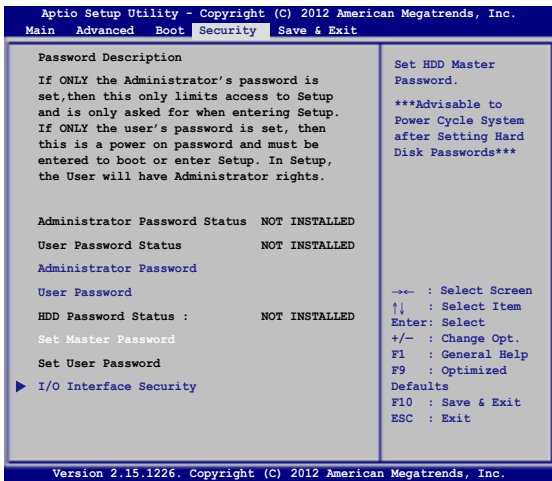 Aptio Setup Utility - Copyright (C) 2012 American Megatrends, Inc.
Main Advanced Boot Security Save & Exit
Password Description
If ONLY the Administrator's password is
set,then this only limits access to Setup
and is only asked for when entering Setup.
If ONLY the user's password is set, then
this is a power on password and must be
entered to boot or enter Setup. In Setup,
the User will have Administrator rights.
Administrator Password Status NOT INSTALLED
User Password Status NOT INSTALLED
Administrator Password
User Password
HDD Password Status : NOT INSTALLED
Set Master Password
Set User Password
I/O Interface Security
Set HDD Master
Password.
***Advisable to
Power Cycle System
after Setting Hard
Disk Passwords***
→← : Select Screen
↑↓ : Select Item
Enter: Select
+/— : Change Opt.
F1 : General Help
F9 : Optimized
Defaults
F10 : Save & Exit
ESC : Exit
Version 2.15.1226. Copyright (C) 2012 American Megatrends, Inc.